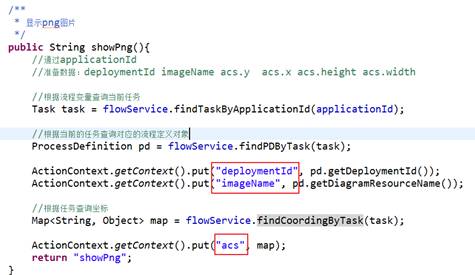 /**
* 显示png图片
*/
public String showPng(){
//通过applicationId
//准备数据：deploymentId imageName acs.y acs.x acs.height acs.width
//根据流程变量查询当前任务
Task task = flowService.findTaskByApplicationId(applicationId);
//根据当前的任务查询对应的流程定义对象
ProcessDefinition pd = flowService.findPDByTask(task);
ActionContext.getContext().put("deploymentId", pd.getDeploymentId());
ActionContext.getContext().put("imageName", pd.getDiagramResourceName());
//根据任务查询坐标
Map<String, Object> map = flowService.findCoordingByTask(task);
ActionContext.getContext().put("acs", map);
return "showPng";
}